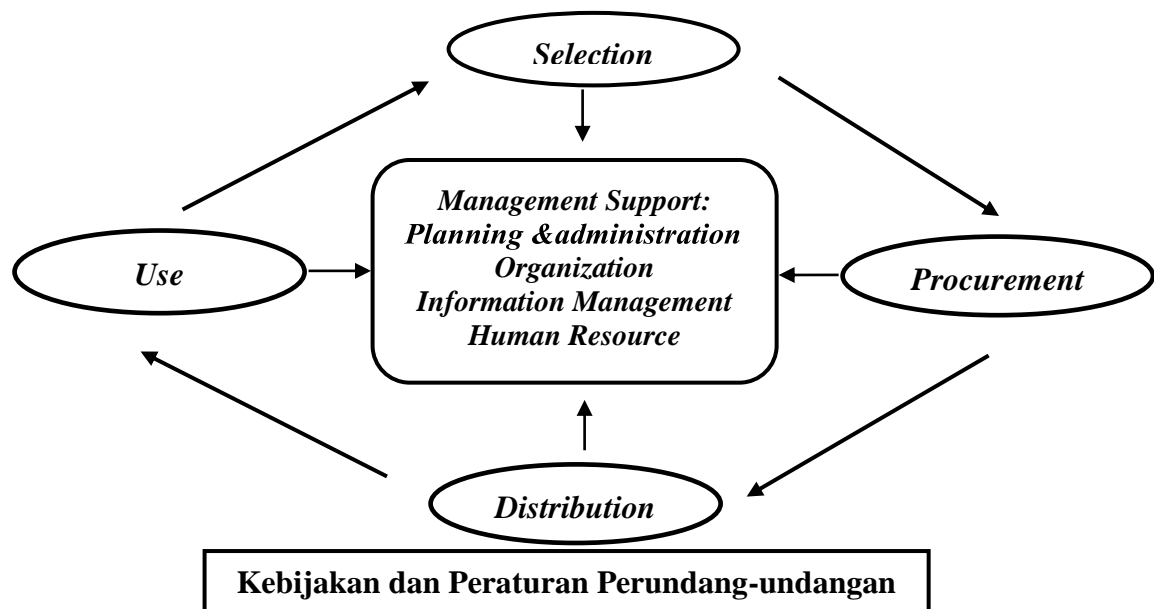 Selection
Management Support:
Planning &administration
Organization
Information Management
Human Resource
Use
Procurement
Distribution
Kebijakan dan Peraturan Perundang-undangan